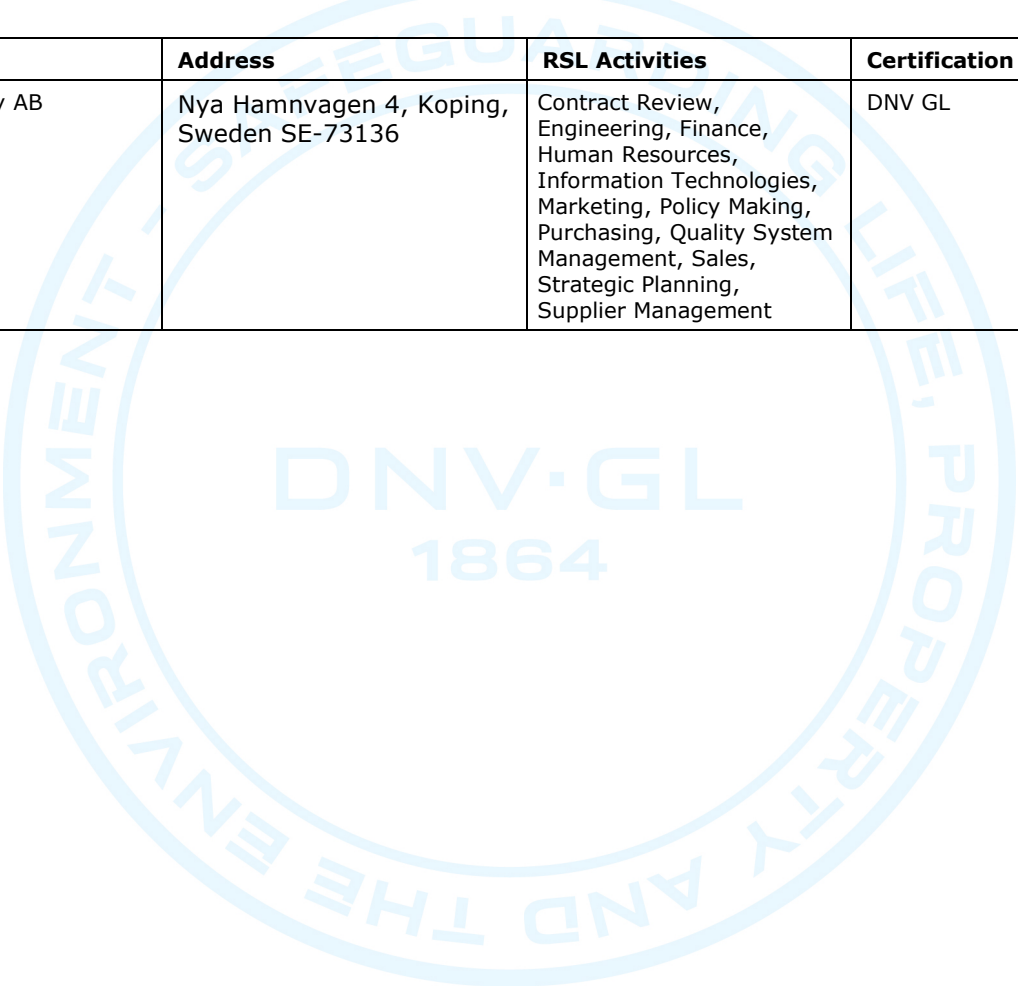 Address RSL Activities Certification
AB Nya Hamnvagen 4, Koping, Contract Review, DNV GL
Sweden SE-73136 Engineering, Finance,
Human Resources,
Information Technologies,
Marketing, Policy Making,
Purchasing, Quality System
Management, Sales,
Strategic Planning,
Supplier Management
SAFEGUARDING LIFE, PROPERTY AND THE ENVIRONMENT -
DNV·GL
1864